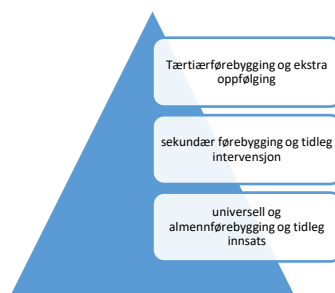 Tærtiærførebygging og ekstra
oppfølging
sekundær førebygging og tidleg
intervensjon
universell og
almennførebygging og tidleg
innsats